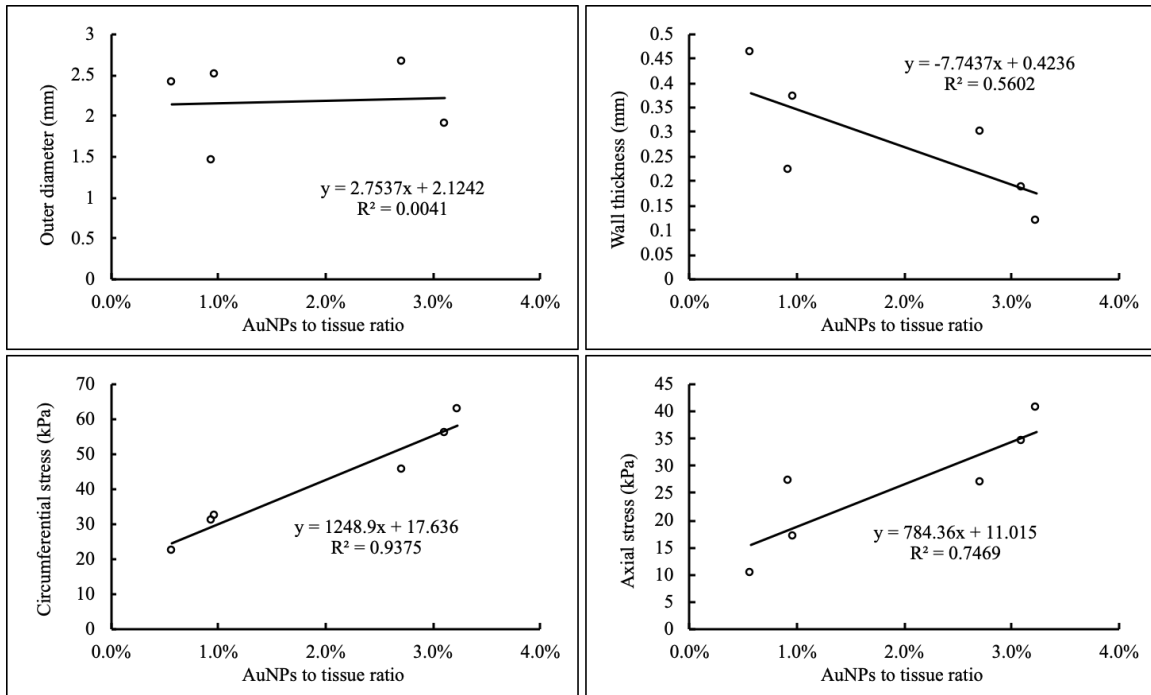 3
2.5
2
1.5
1
0.5
0
Outer diameter (mm)
y = 2.7537x + 2.1242
R² = 0.0041
0.0% 1.0% 2.0% 3.0% 4.0%
AuNPs to tissue ratio
0.5
0.45
0.4
0.35
0.3
0.25
0.2
0.15
0.1
0.05
0
Wall thickness (mm)
y = -7.7437x + 0.4236
R² = 0.5602
0.0% 1.0% 2.0% 3.0% 4.0%
AuNPs to tissue ratio
70
60
50
40
30
20
10
0
Circumferential stress (kPa)
y = 1248.9x + 17.636
R² = 0.9375
0.0% 1.0% 2.0% 3.0% 4.0%
AuNPs to tissue ratio
45
40
35
30
25
20
15
10
5
0
Axial stress (kPa)
y = 784.36x + 11.015
R² = 0.7469
0.0% 1.0% 2.0% 3.0% 4.0%
AuNPs to tissue ratio